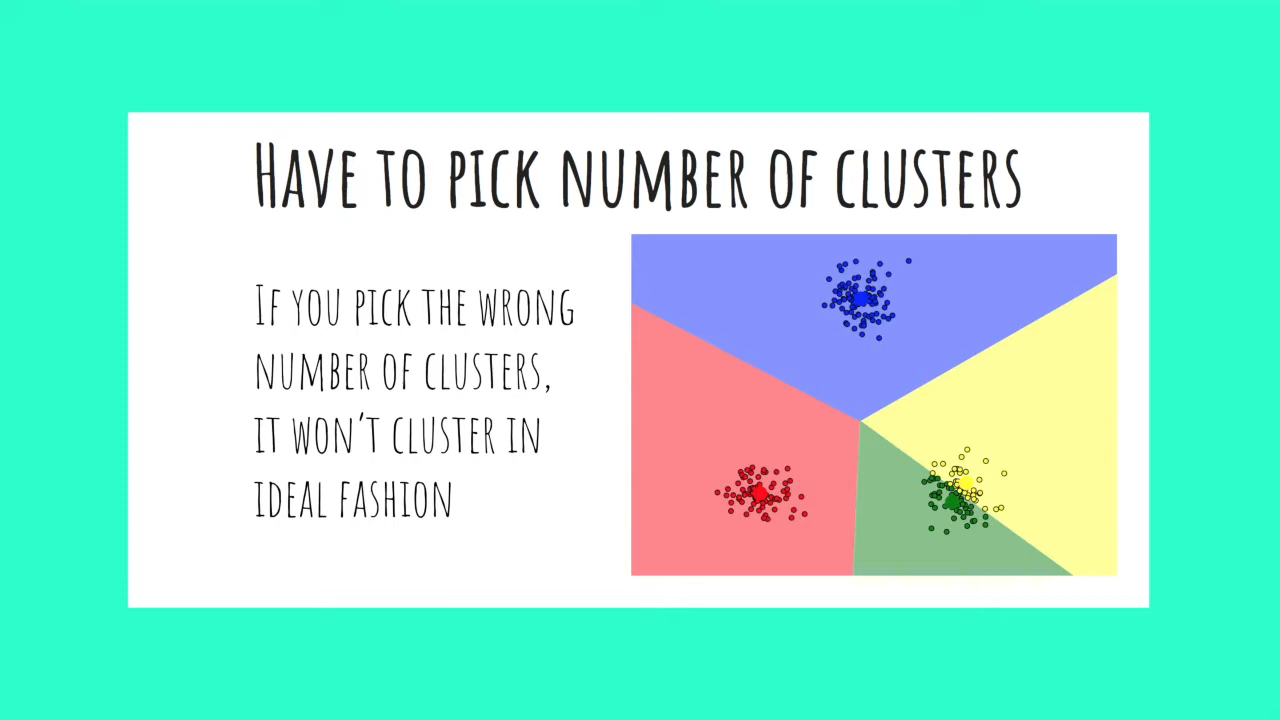 Have to pick number of clusters
If you pick the wrong
number of clusters,
it won't cluster in
ideal fashion